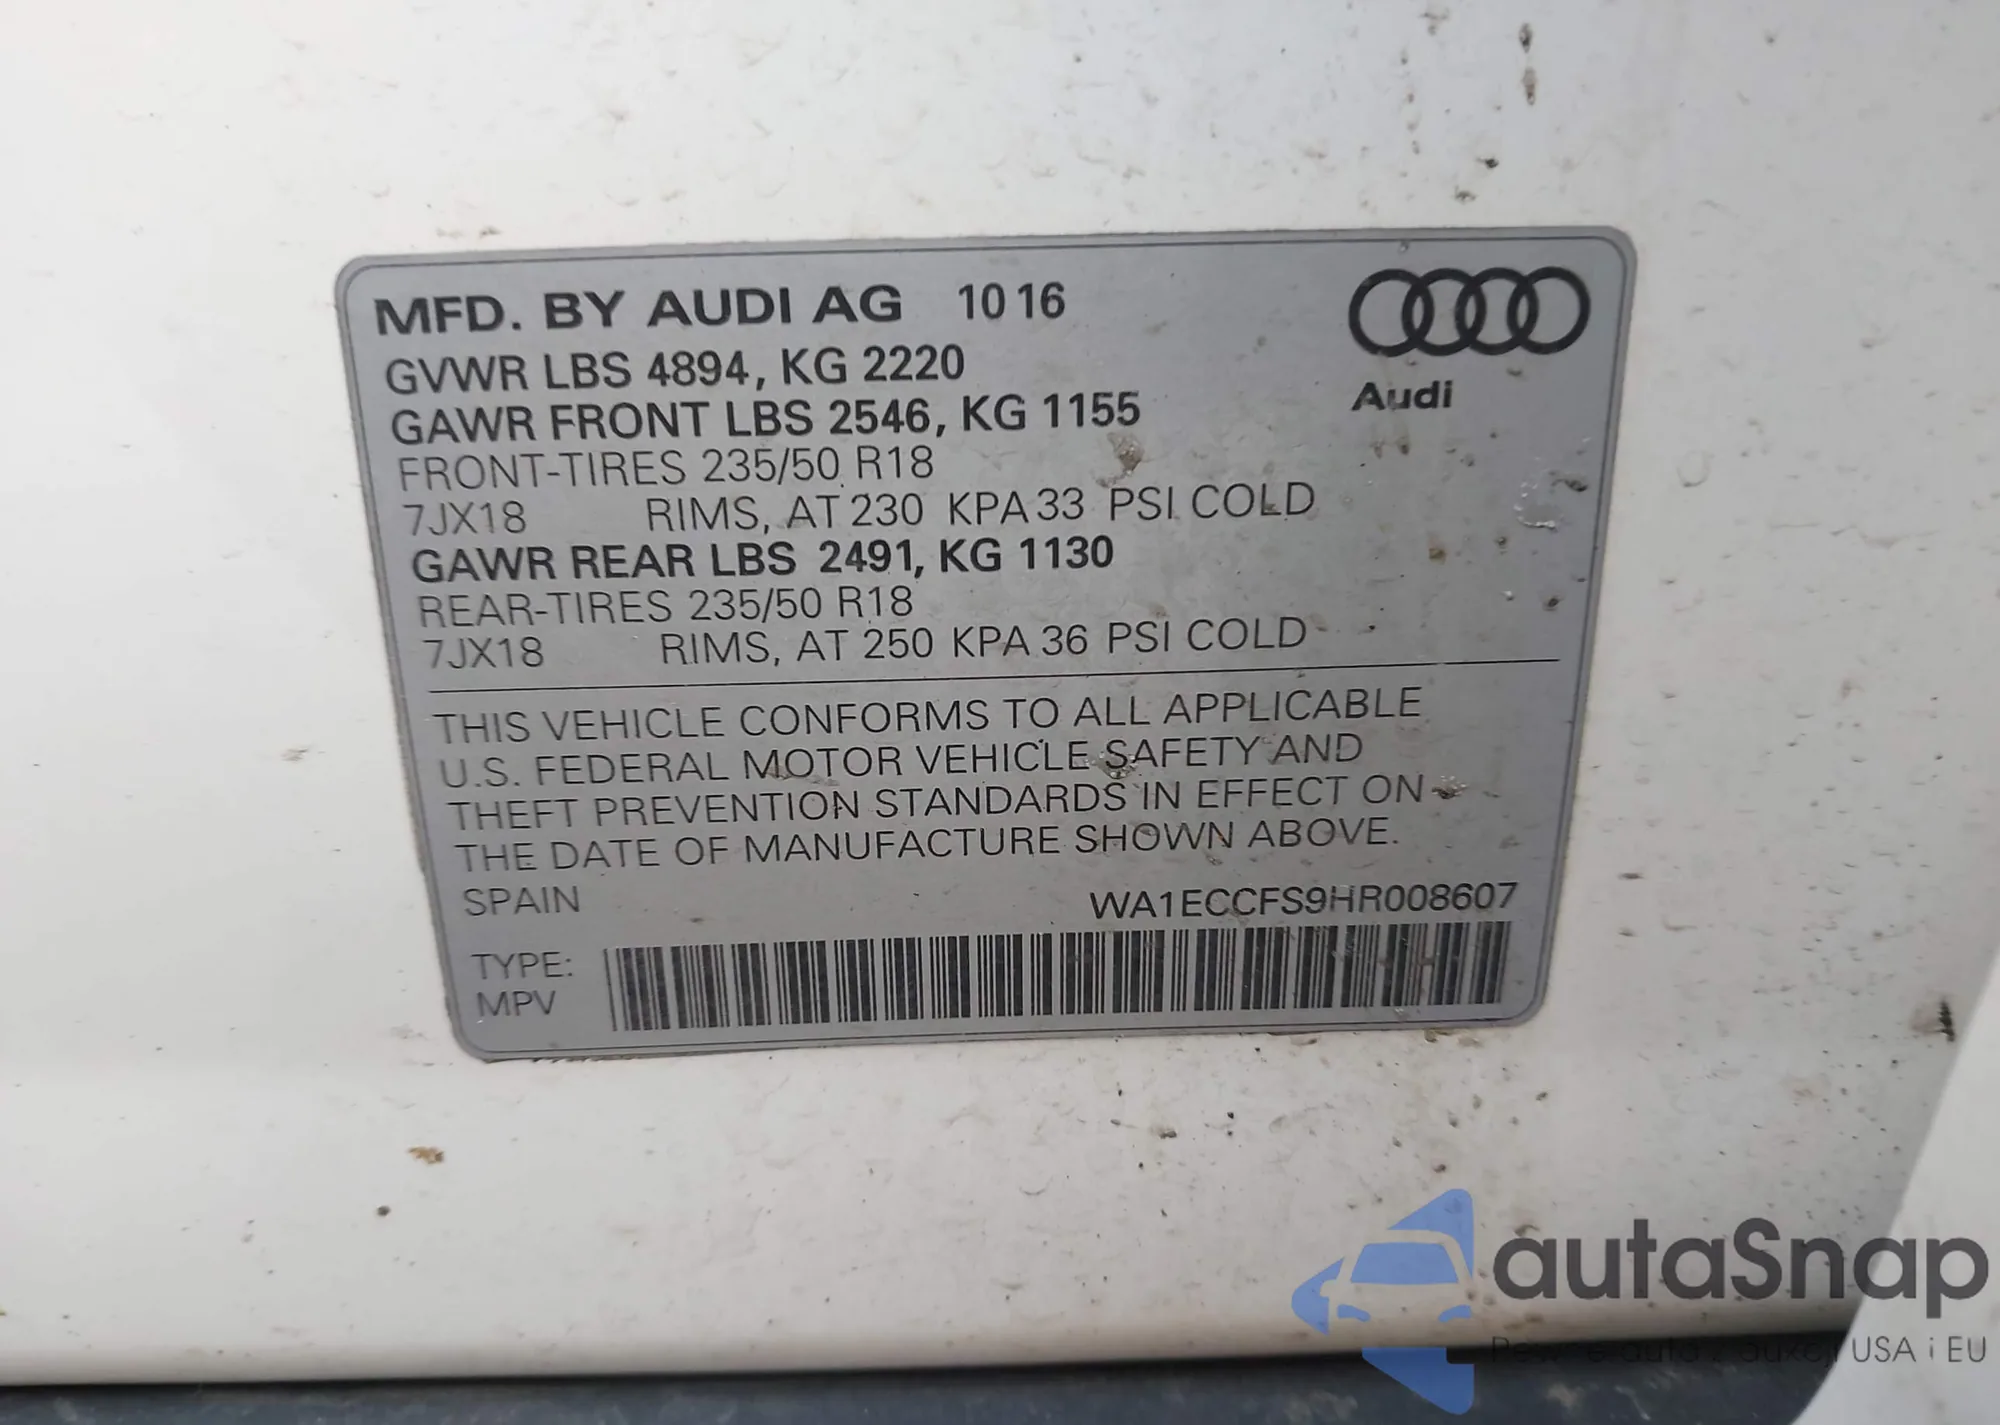 MFD. BY AUDI AG 10 16
GVWR LBS 4894, KG 2220
GAWR FRONT LBS 2546, KG 1155
FRONT-TIRES 235/50 R18
7JX18 RIMS, AT 230 KPA 33 PSI COLD
GAWR REAR LBS 2491, KG 1130
REAR-TIRES 235/50 R18
7JX18 RIMS, AT 250 KPA 36 PSI COLD
Audi
THIS VEHICLE CONFORMS TO ALL APPLICABLE
U.S. FEDERAL MOTOR VEHICLE SAFETY AND
THEFT PREVENTION STANDARDS IN EFFECT ON
THE DATE OF MANUFACTURE SHOWN ABOVE.
SPAIN WA1ECCFS9HR008607
TYPE:
MPV
autaSnap
Pewne auta z aukcji USA i EU